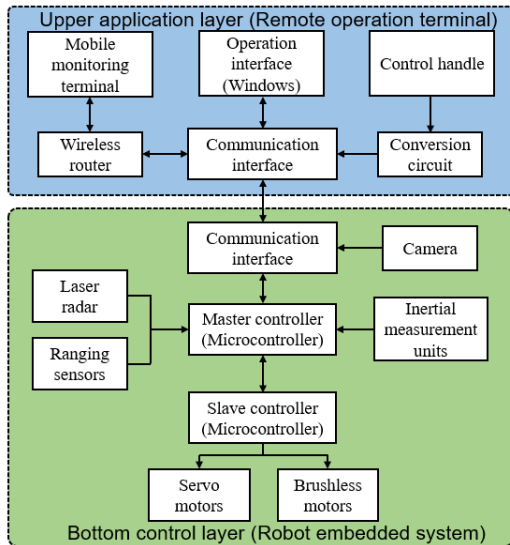 Upper application layer (Remote operation terminal)
Mobile
monitoring
terminal
Operation
interface
(Windows)
Control handle
Wireless
router
Communication
interface
Conversion
circuit
Communication
interface
Camera
Laser
radar
Master controller
(Microcontroller)
Inertial
measurement
units
Ranging
sensors
Slave controller
(Microcontroller)
Servo
motors
Brushless
motors
Bottom control layer (Robot embedded system)